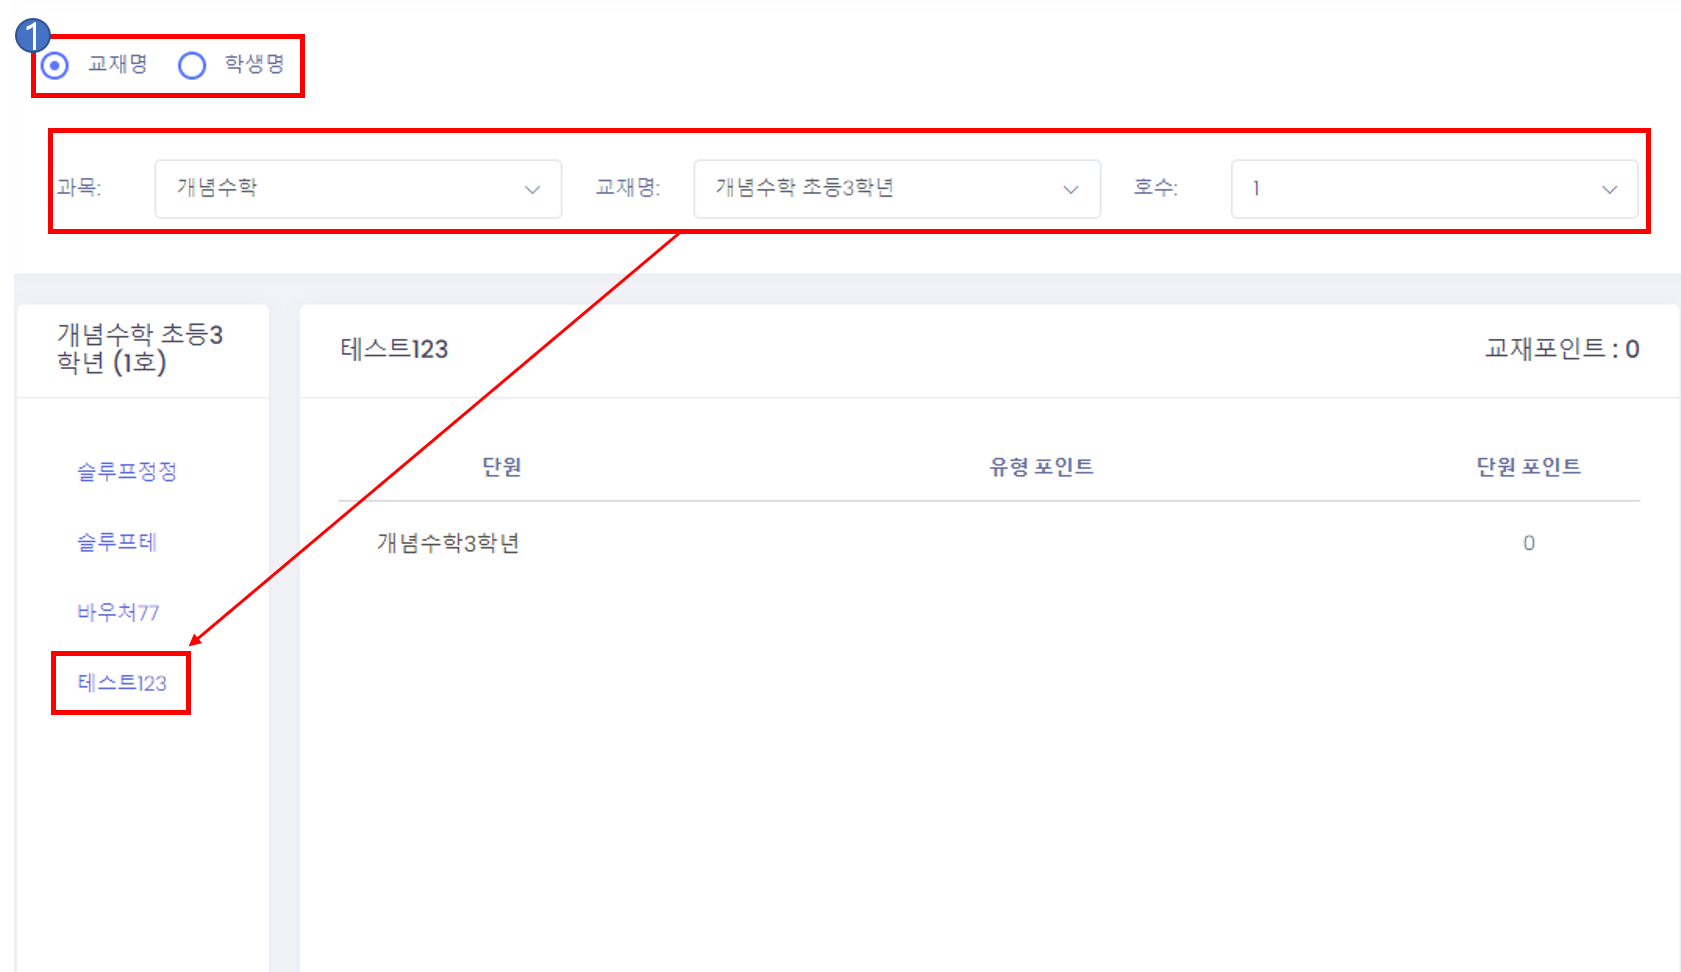 1
교재명 학생명
과목: 개념수학 교재명: 개념수학 초등3학년 호수: 1
개념수학 초등3
학년 (1호)
테스트123 교재포인트 : 0
슬루프정정
슬루프테
바우처77
테스트123
단원 유형 포인트 단원 포인트
개념수학3학년 0